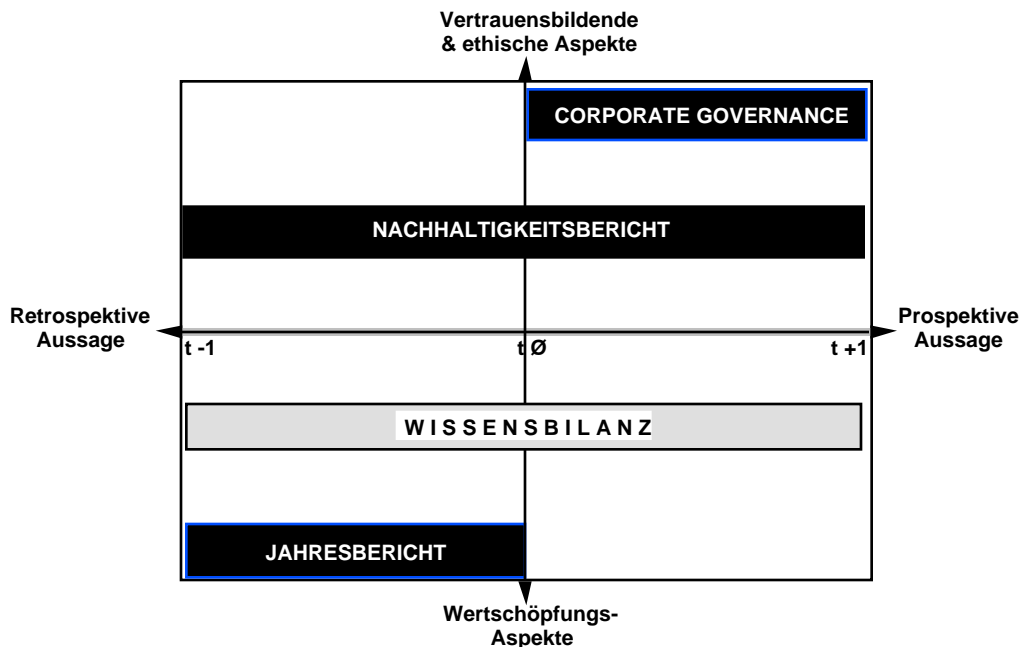 Vertrauensbildende
& ethische Aspekte
CORPORATE GOVERNANCE
NACHHALTIGKEITSBERICHT
Retrospektive
Aussage
Prospektive
Aussage
t -1
t Ø
t +1
W I S S E N S B I L A N Z
JAHRESBERICHT
Wertschöpfungs-
Aspekte